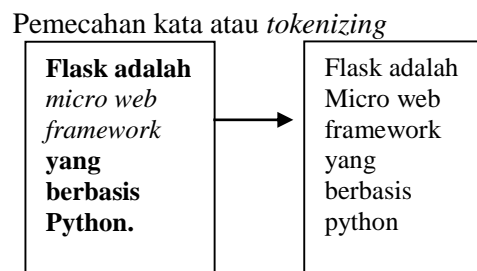 Pemecahan kata atau tokenizing
Flask adalah
micro web
framework
yang
berbasis
Python.
Flask adalah
Micro web
framework
yang
berbasis
python